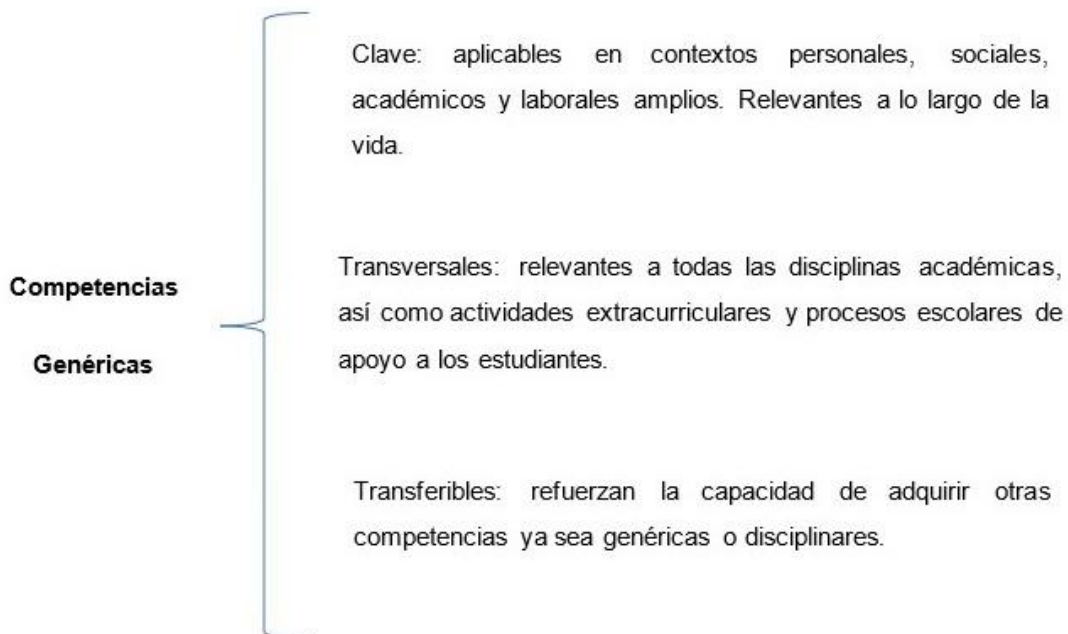 Clave: aplicables en contextos personales, sociales,
académicos y laborales amplios. Relevantes a lo largo de la
vida.
Competencias
Genéricas
Transversales: relevantes a todas las disciplinas académicas,
así como actividades extracurriculares y procesos escolares de
apoyo a los estudiantes.
Transferibles: refuerzan la capacidad de adquirir otras
competencias ya sea genéricas o disciplinares.